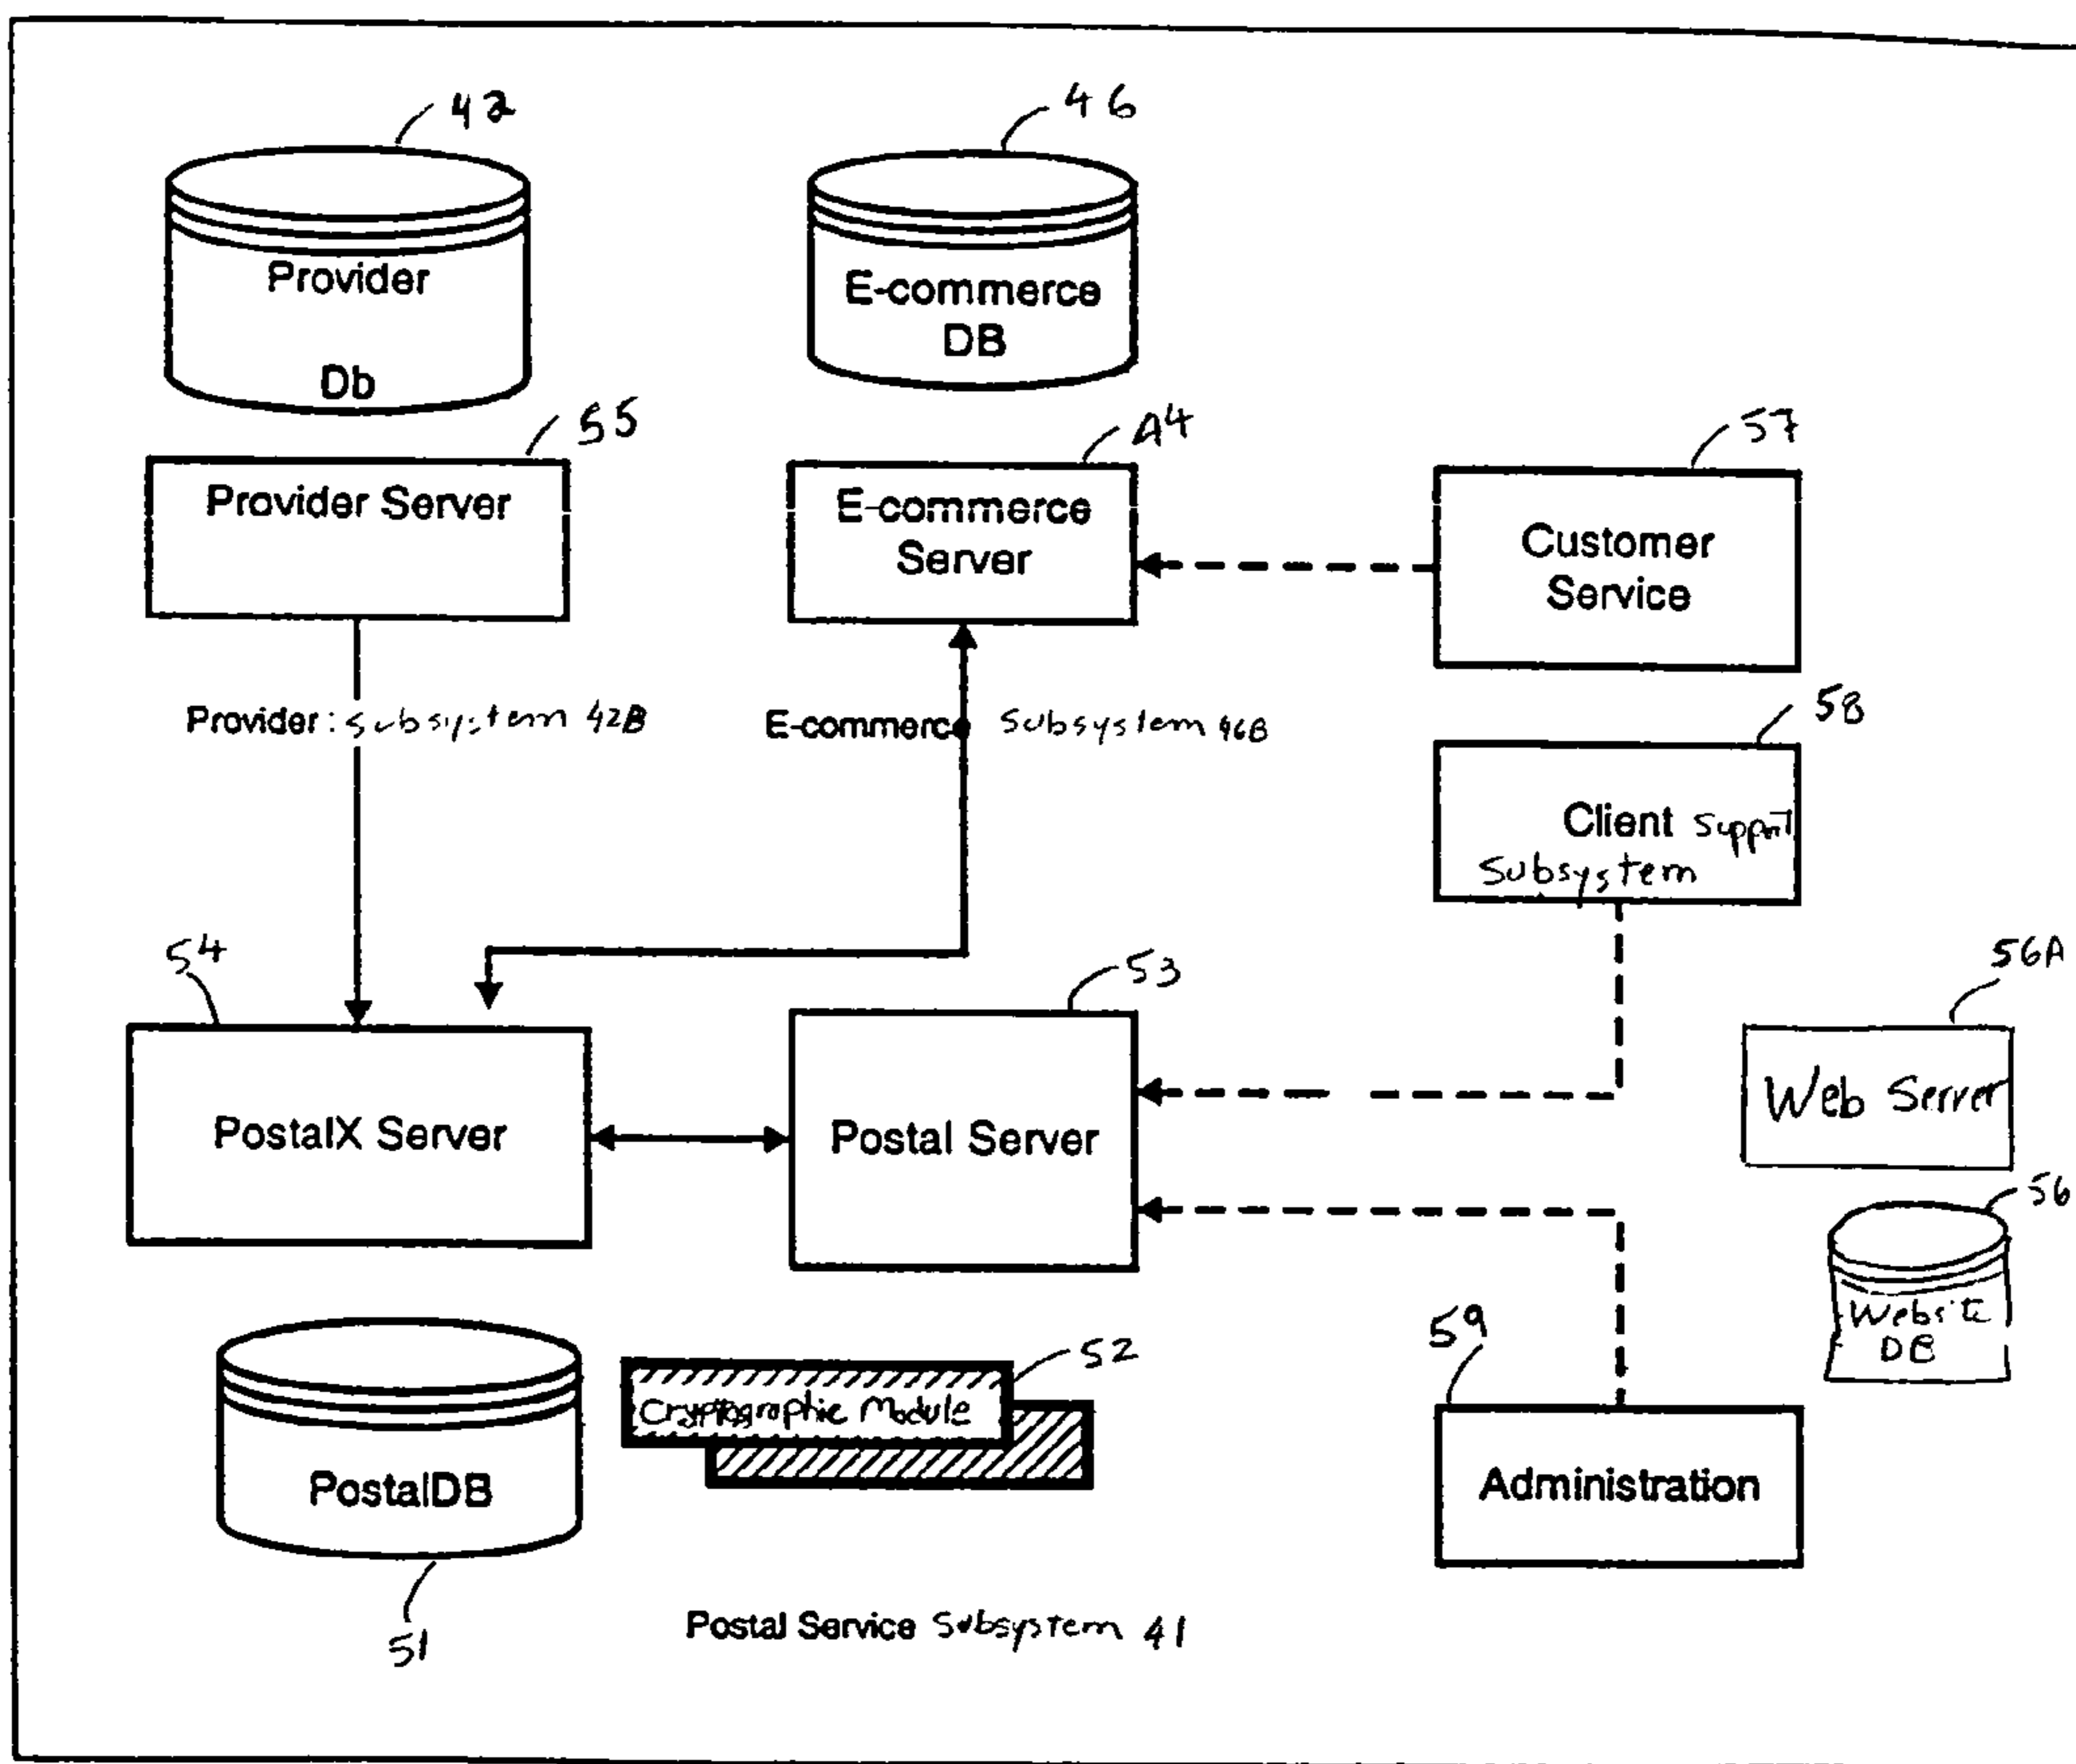 42
46
Provider
Db
E-commerce
DB
55
A4
57
Provider Server
E-commerce
Server
Customer
Service
Provider: Subsystem 42B
E-commerc Subsystem 46B
58
Client Support
Subsystem
54
53
56A
PostalX Server
Postal Server
Web Server
56
Website
DB
59
52
Cryptographic Module
PostalDB
Administration
51
Postal Service Subsystem 41